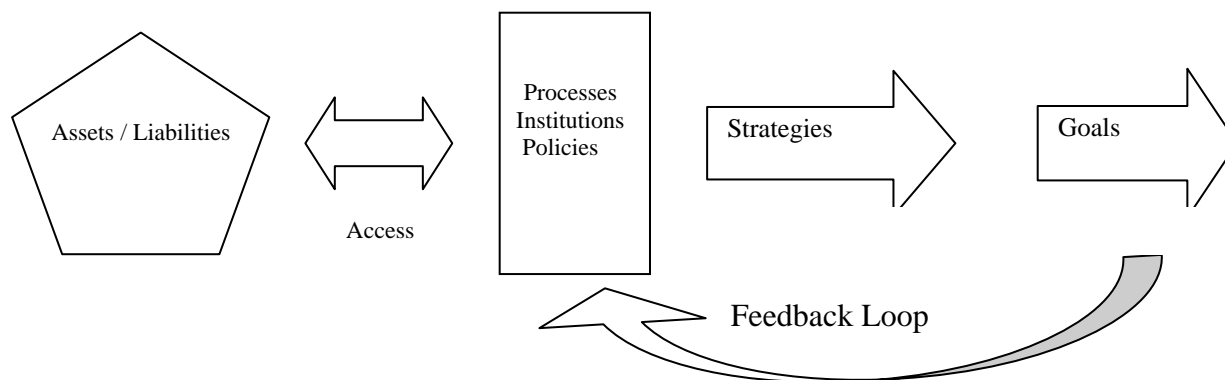 Assets / Liabilities
Access
Processes
Institutions
Policies
Strategies
Goals
Feedback Loop